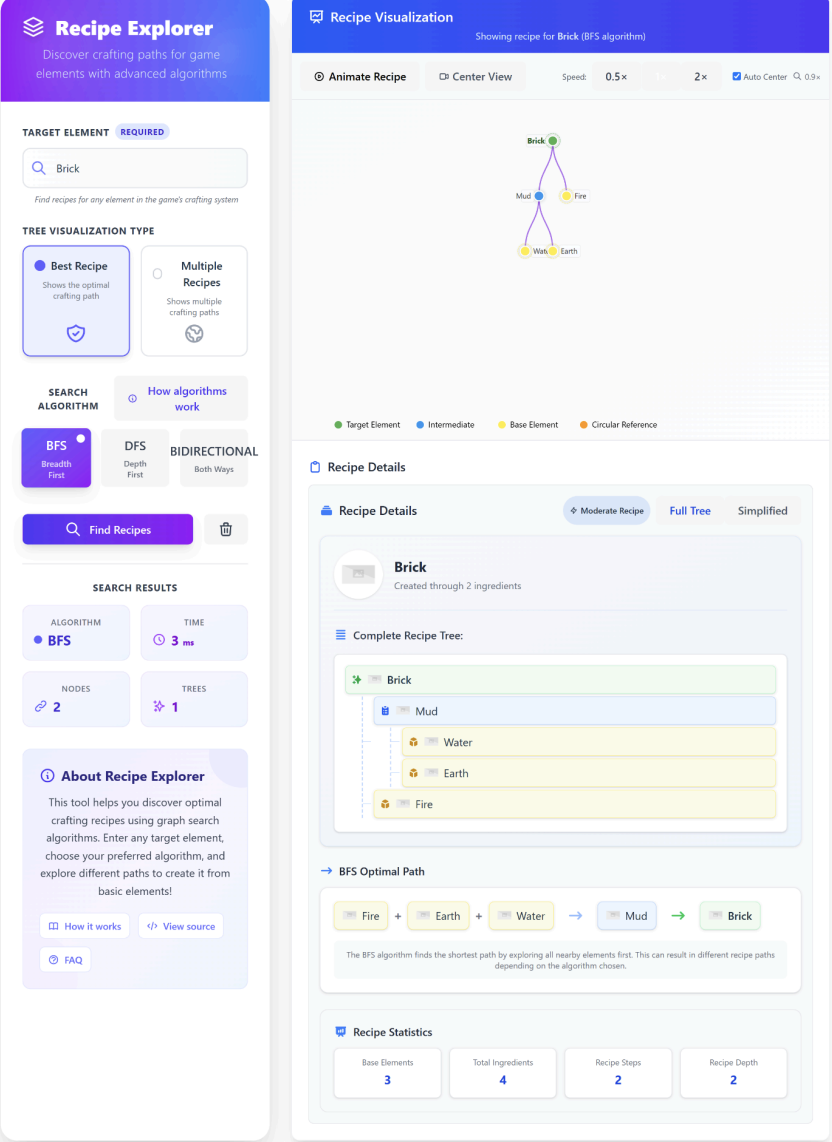 Recipe Explorer
Discover crafting paths for game
elements with advanced algorithms
TARGET ELEMENT REQUIRED
Brick
Find recipes for any element in the game's crafting system
TREE VISUALIZATION TYPE
Best Recipe
Shows the optimal
crafting path
Multiple
Recipes
Shows multiple
crafting paths
SEARCH
ALGORITHM
How algorithms
work
BFS
Breadth
First
DFS
Depth
First
BIDIRECTIONAL
Both Ways
Find Recipes
SEARCH RESULTS
ALGORITHM
BFS
TIME
3 ms
NODES
2
TREES
1
About Recipe Explorer
This tool helps you discover optimal
crafting recipes using graph search
algorithms. Enter any target element,
choose your preferred algorithm, and
explore different paths to create it from
basic elements!
How it works
View source
FAQ
Recipe Visualization
Showing recipe for Brick (BFS algorithm)
Animate Recipe
Center View
Speed: 0.5× 1× 2×
Auto Center 0.9×
Brick
Mud
Fire
Earth
Target Element
Intermediate
Base Element
Circular Reference
Recipe Details
Recipe Details
Moderate Recipe
Full Tree
Simplified
Brick
Created through 2 ingredients
Complete Recipe Tree:
Brick
Mud
Water
Earth
Fire
BFS Optimal Path
Fire + Earth + Water → Mud → Brick
The BFS algorithm finds the shortest path by exploring all nearby elements first. This can result in different recipe paths
depending on the algorithm chosen.
Recipe Statistics
Base Elements
3
Total Ingredients
4
Recipe Steps
2
Recipe Depth
2